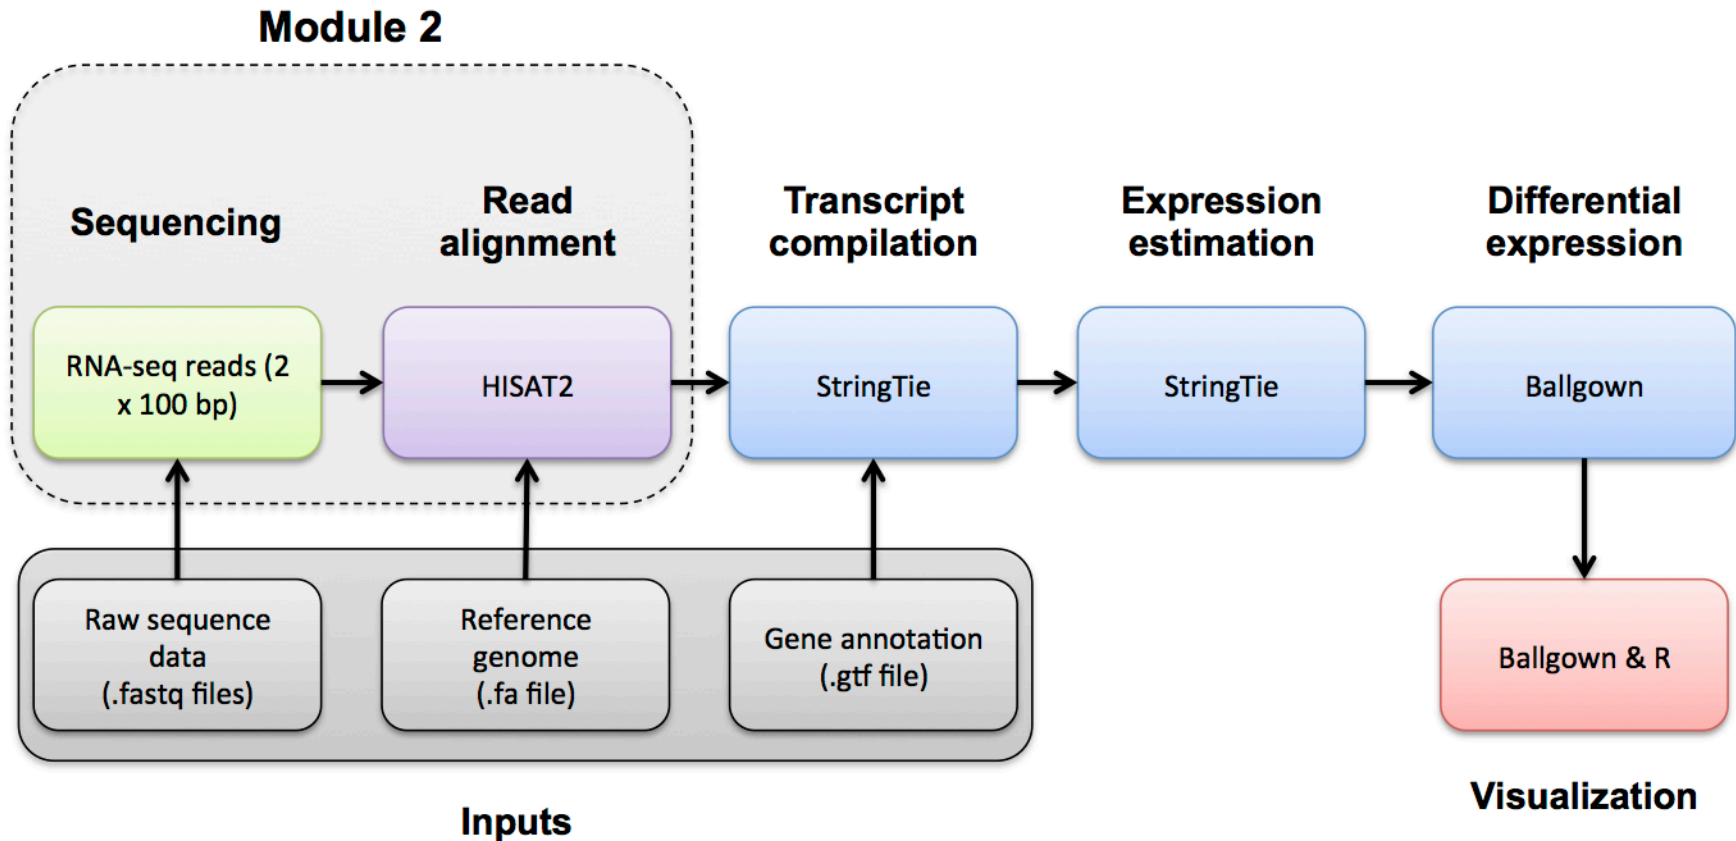 Module 2
Sequencing
Read
alignment
Transcript
compilation
Expression
estimation
Differential
expression
RNA-seq reads (2
x 100 bp)
HISAT2
StringTie
StringTie
Ballgown
Raw sequence
data
(.fastq files)
Reference
genome
(.fa file)
Gene annotation
(.gtf file)
Ballgown & R
Inputs
Visualization